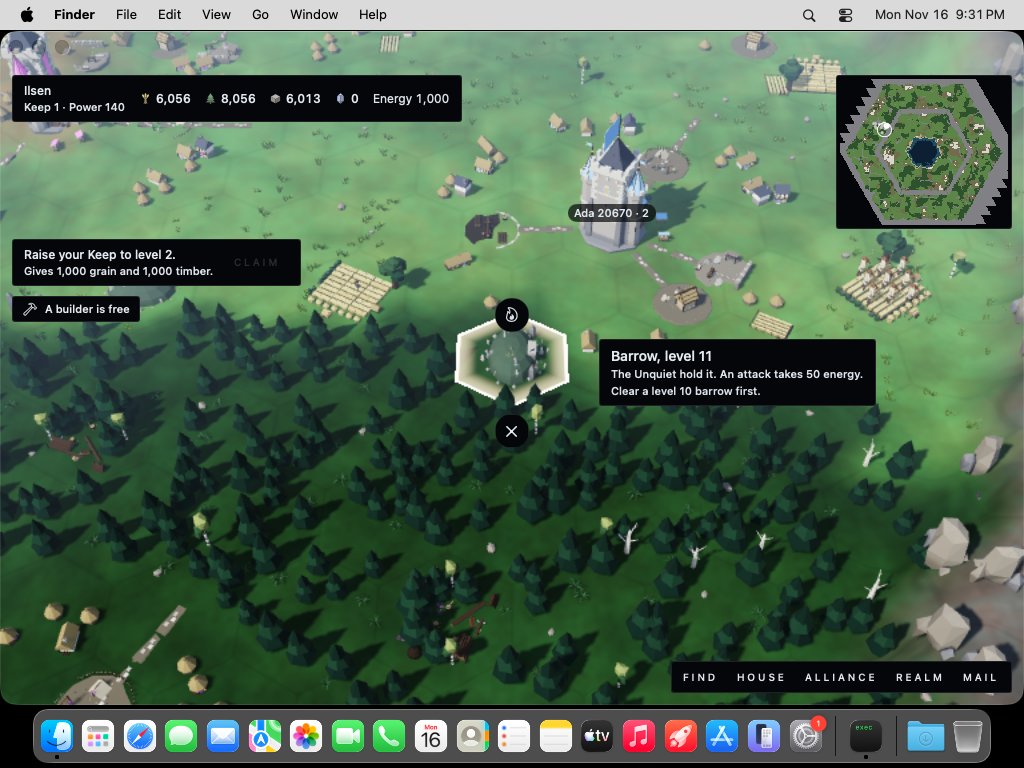 Finder File Edit View Go Window Help Mon Nov 16 9:31 PM
Ilsen
Keep 1 · Power 140
6,056 8,056 6,013 0 Energy 1,000
Ada 20670 · 2
Raise your Keep to level 2.
Gives 1,000 grain and 1,000 timber.
CLAIM
A builder is free
Barrow, level 11
The Unquiet hold it. An attack takes 50 energy.
Clear a level 10 barrow first.
FIND HOUSE ALLIANCE REALM MAIL
Mon
16
tv
1
exec